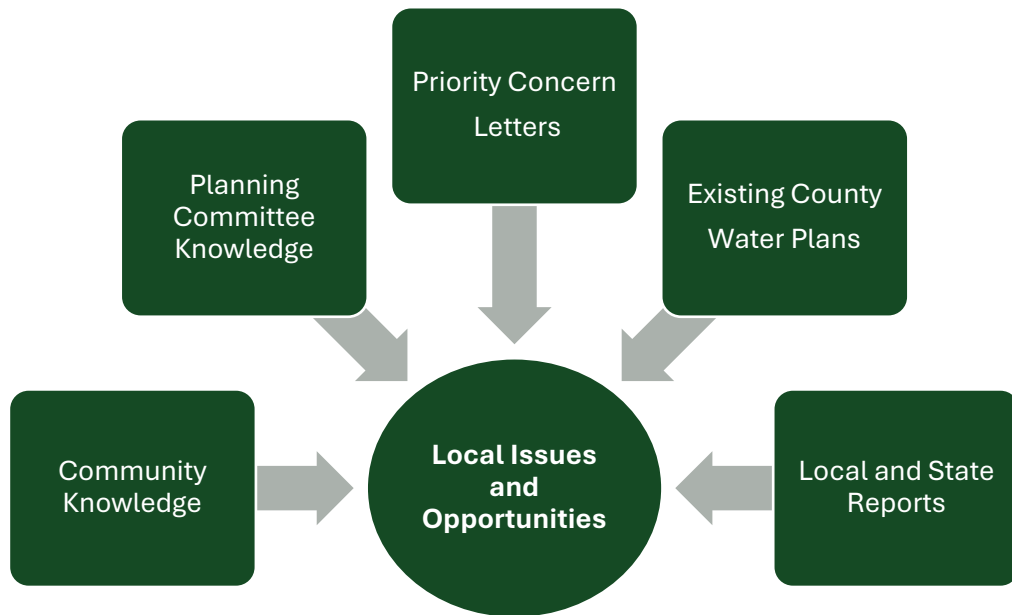 Priority Concern
Letters
Planning
Committee
Knowledge
Existing County
Water Plans
Community
Knowledge
Local Issues
and
Opportunities
Local and State
Reports